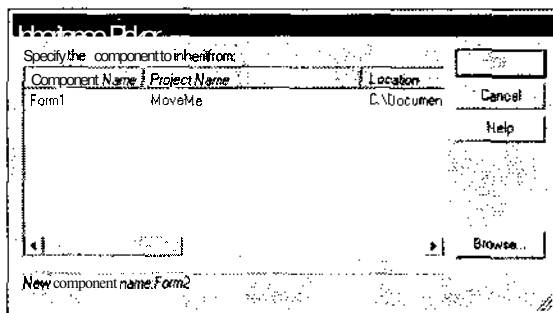 Specify the component to inherit from:
Component Name Project Name Location
Form1 MoveMe C:\Documen
Cancel
Help
Browse...
New component name: Form2